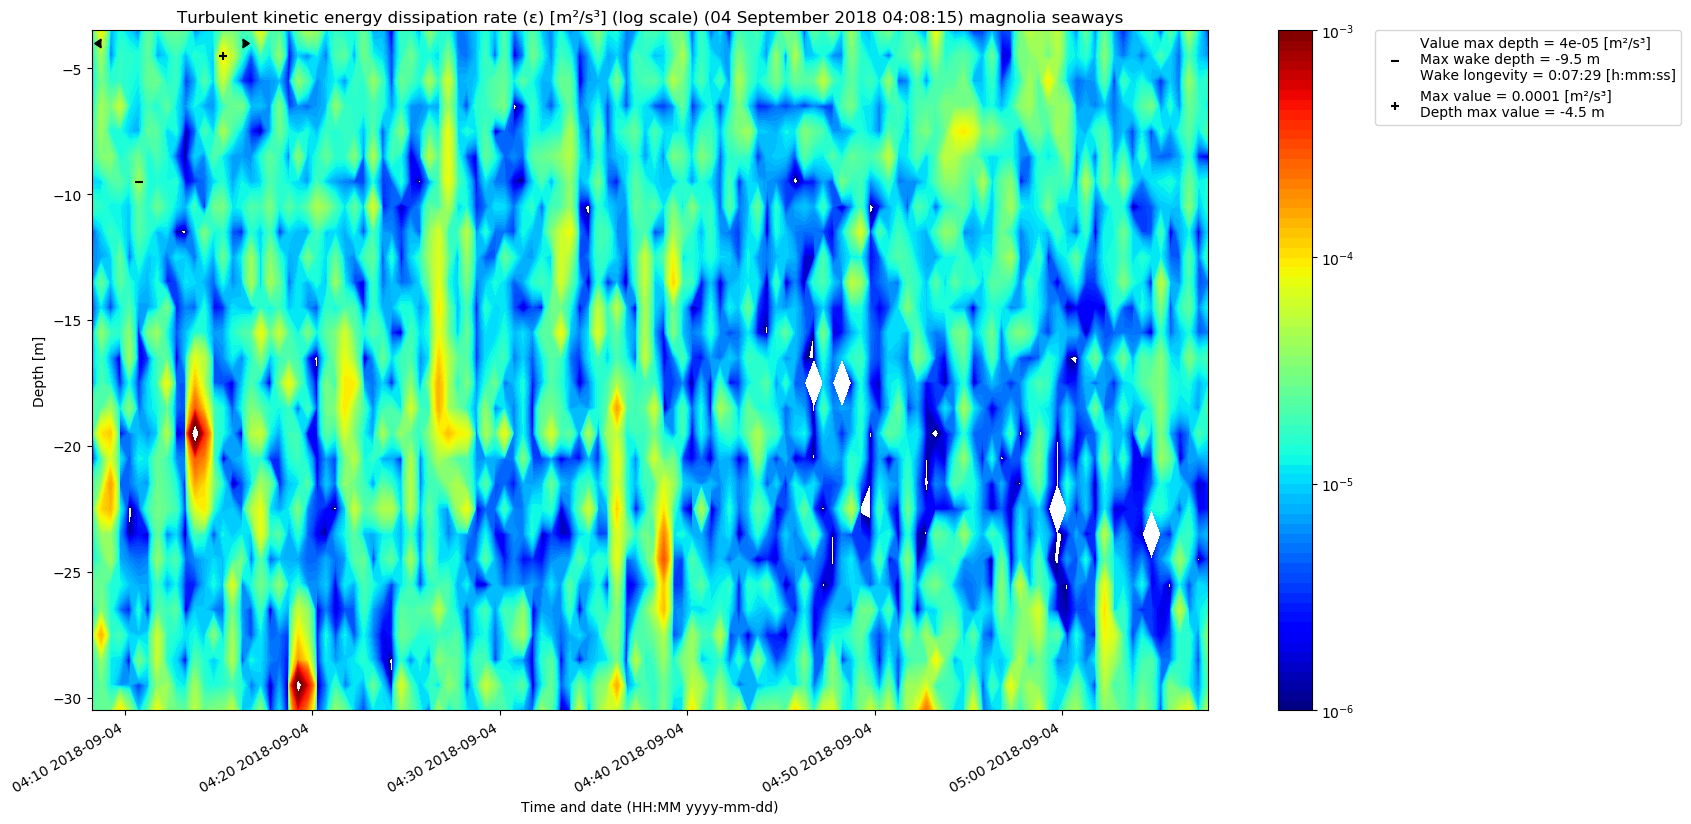 Turbulent kinetic energy dissipation rate (ε) [m²/s³] (log scale) (04 September 2018 04:08:15) magnolia seaways
Value max depth = 4e-05 [m²/s³]
Max wake depth = -9.5 m
Wake longevity = 0:07:29 [h:mm:ss]
Max value = 0.0001 [m²/s³]
Depth max value = -4.5 m
Depth [m]
−5
−10
−15
−20
−25
−30
10⁻³
10⁻⁴
10⁻⁵
10⁻⁶
04:10 2018-09-04
04:20 2018-09-04
04:30 2018-09-04
04:40 2018-09-04
04:50 2018-09-04
05:00 2018-09-04
Time and date (HH:MM yyyy-mm-dd)